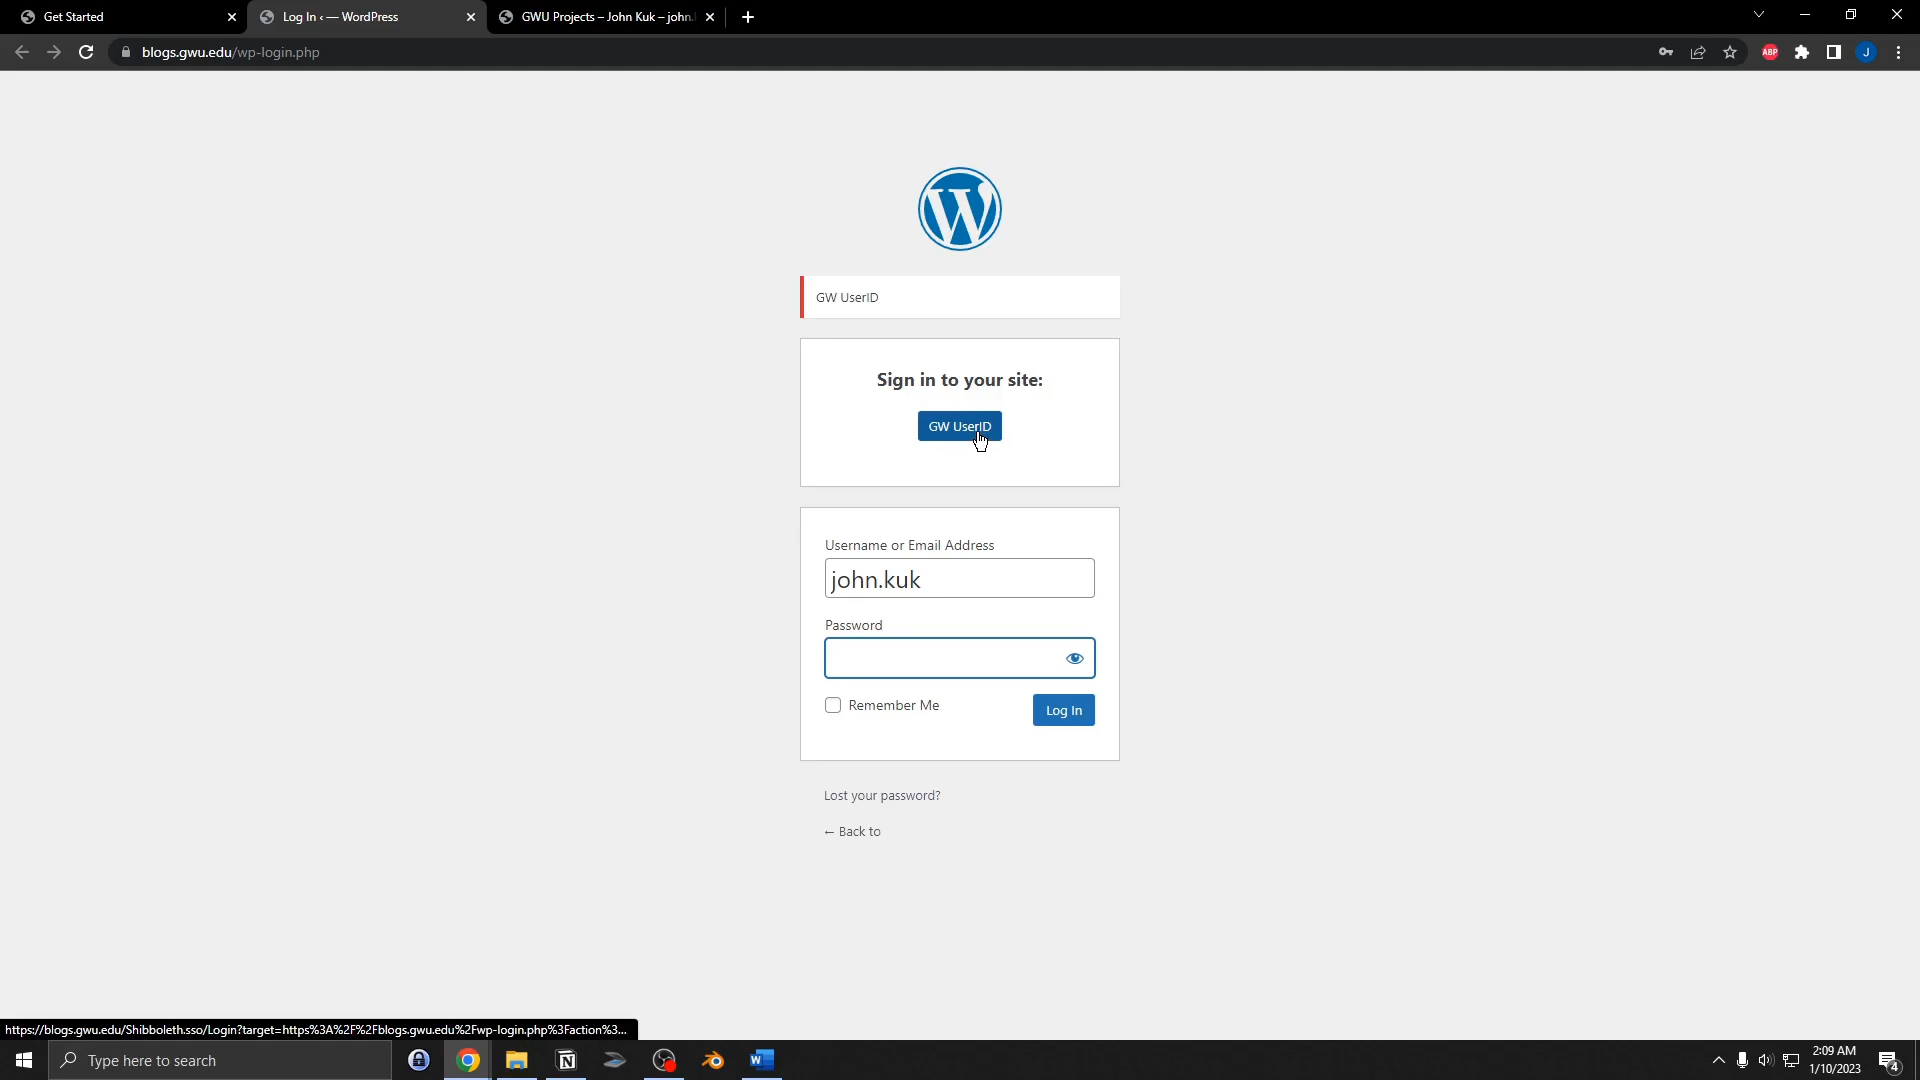 Get Started
Log In ‹ — WordPress
GWU Projects – John Kuk – john.
blogs.gwu.edu/wp-login.php
ABP
J
GW UserID
Sign in to your site:
GW UserID
Username or Email Address
john.kuk
Password
Remember Me
Log In
Lost your password?
← Back to
https://blogs.gwu.edu/Shibboleth.sso/Login?target=https%3A%2F%2Fblogs.gwu.edu%2Fwp-login.php%3Faction%3...
Type here to search
2:09 AM
1/10/2023
4